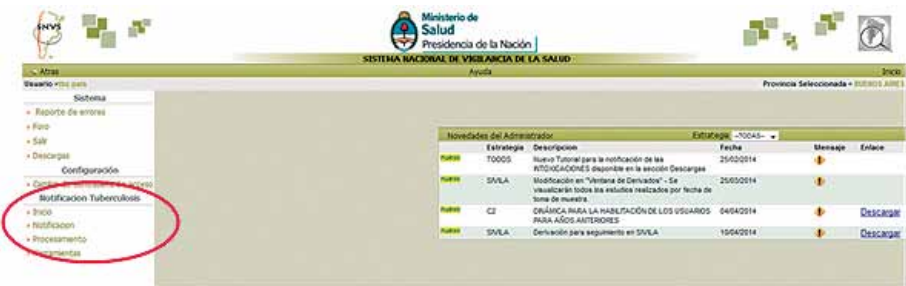 SNVS
Ministerio de
Salud
Presidencia de la Nación
SISTEMA NACIONAL DE VIGILANCIA DE LA SALUD
Atras
Ayuda
Inicio
Usuario
Provincia Seleccionada - BUENOS AIRES
Sistema
Reporte de errores
Foro
Salir
Descargas
Configuración
Notificacion Tuberculosis
Inicio
Notificacion
Procesamiento
Herramientas
Novedades del Administrador
Estrategia: --TODAS--
Estrategia Descripcion Fecha Mensaje Enlace
nuevo TODOS Nuevo Tutorial para la notificación de las 25/02/2014
INTOXICACIONES disponible en la sección Descargas
nuevo SIVILA Modificación en "Ventana de Derivados" - Se 25/03/2014
visualizarán todos los estudios realizados por fecha de
toma de muestra.
nuevo C2 DINÁMICA PARA LA HABILITACIÓN DE LOS USUARIOS 04/04/2014 Descargar
PARA AÑOS ANTERIORES
nuevo SIVILA Derivación para seguimiento en SIVILA 10/04/2014 Descargar